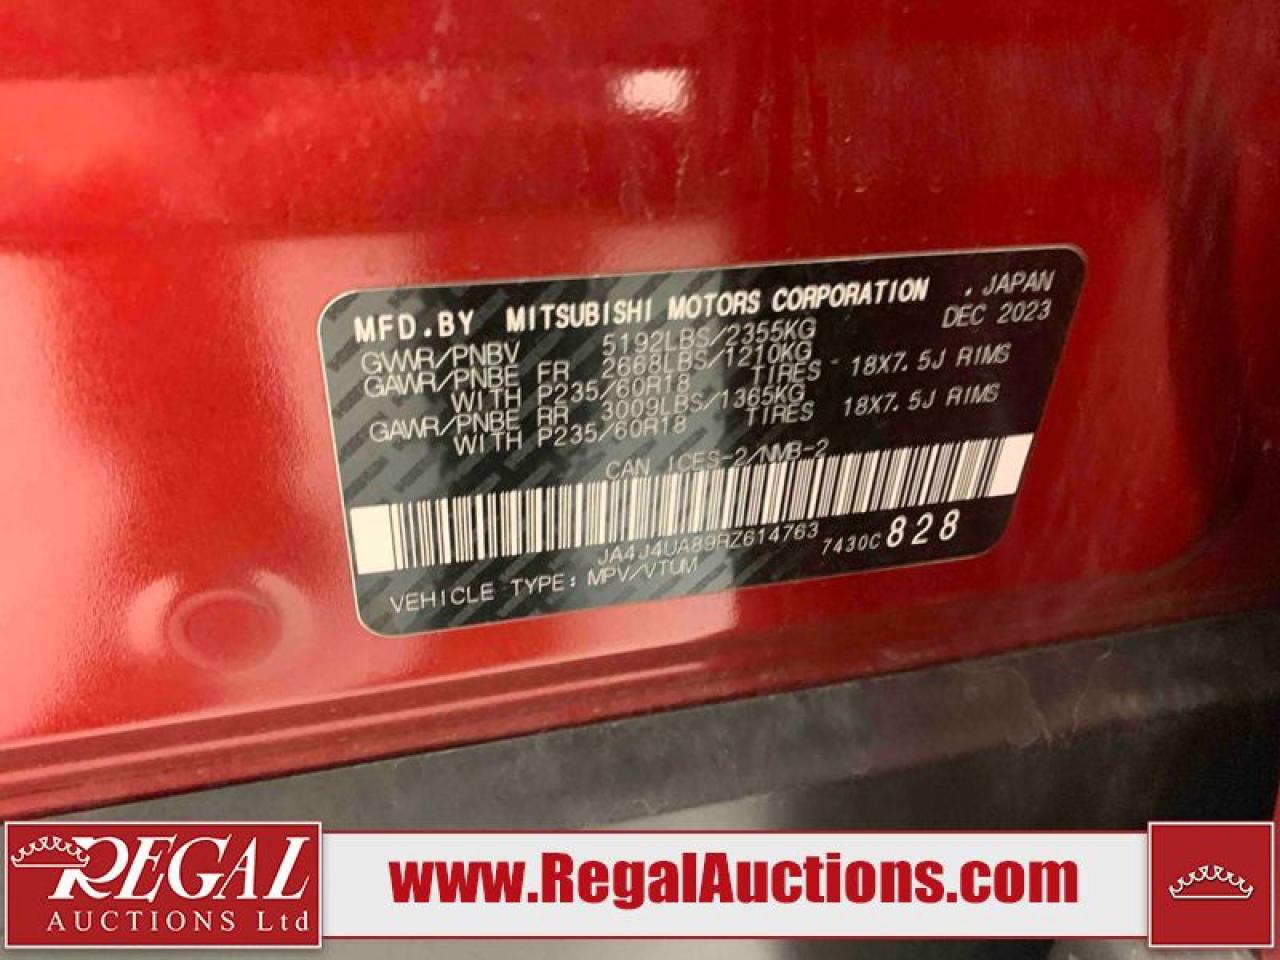 MFD.BY MITSUBISHI MOTORS CORPORATION , JAPAN
DEC 2023
GVWR/PNBV 5192LBS/2355KG
GAWR/PNBE FR 2668LBS/1210KG
WITH P235/60R18 TIRES 18X7.5J RIMS
GAWR/PNBE RR 3009LBS/1365KG
WITH P235/60R18 TIRES 18X7.5J RIMS
CAN ICES-2/NMB-2
JA4J4UA89RZ614763
7430C 828
VEHICLE TYPE: MPV/VTUM
REGAL
AUCTIONS Ltd
www.RegalAuctions.com